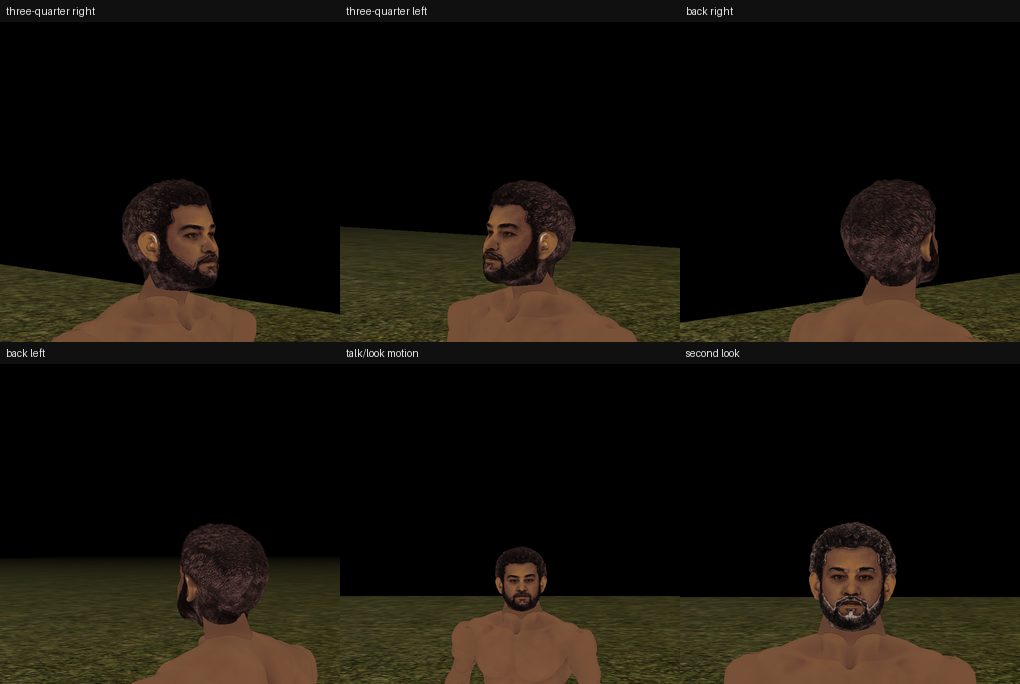 three-quarter right
three-quarter left
back right
back left
talk/look motion
second look